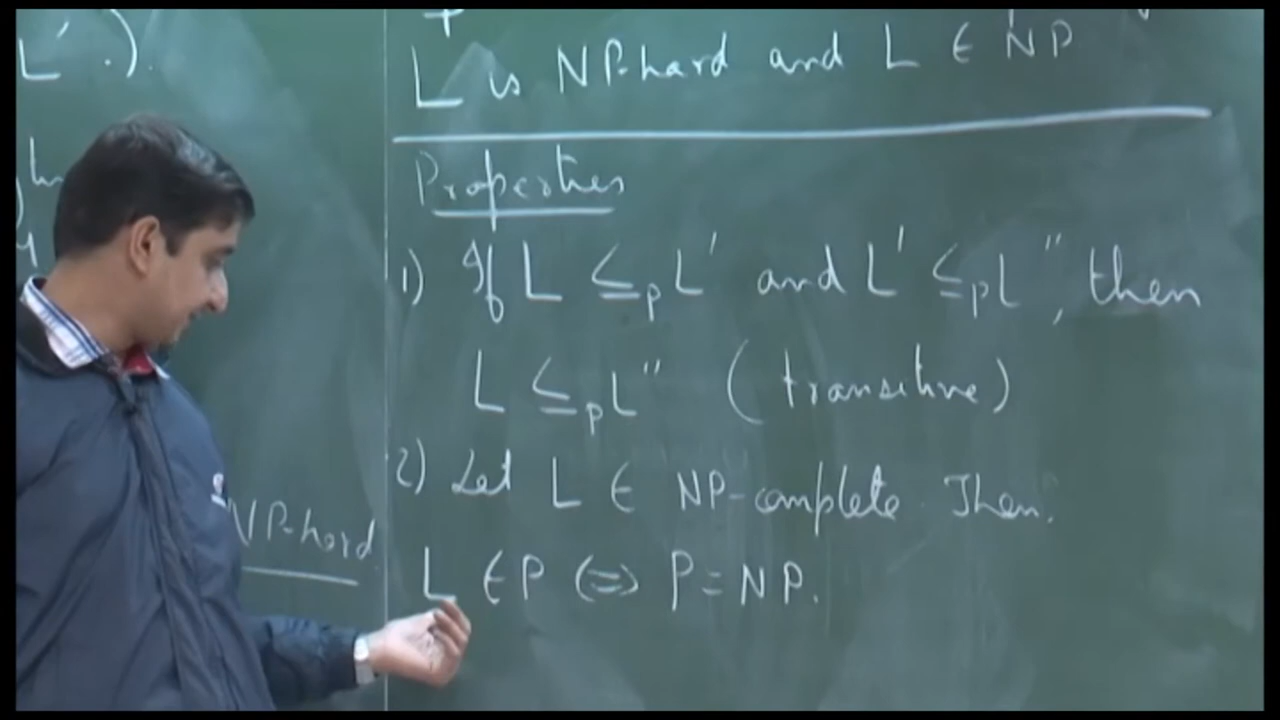 L'.).
NP-hard
L is NP-hard and L ∈ NP
Properties
1) If L ≤p L' and L' ≤p L'', then
L ≤p L'' (transitive)
2) Let L ∈ NP-complete. Then.
L ∈ P (=> P = NP.